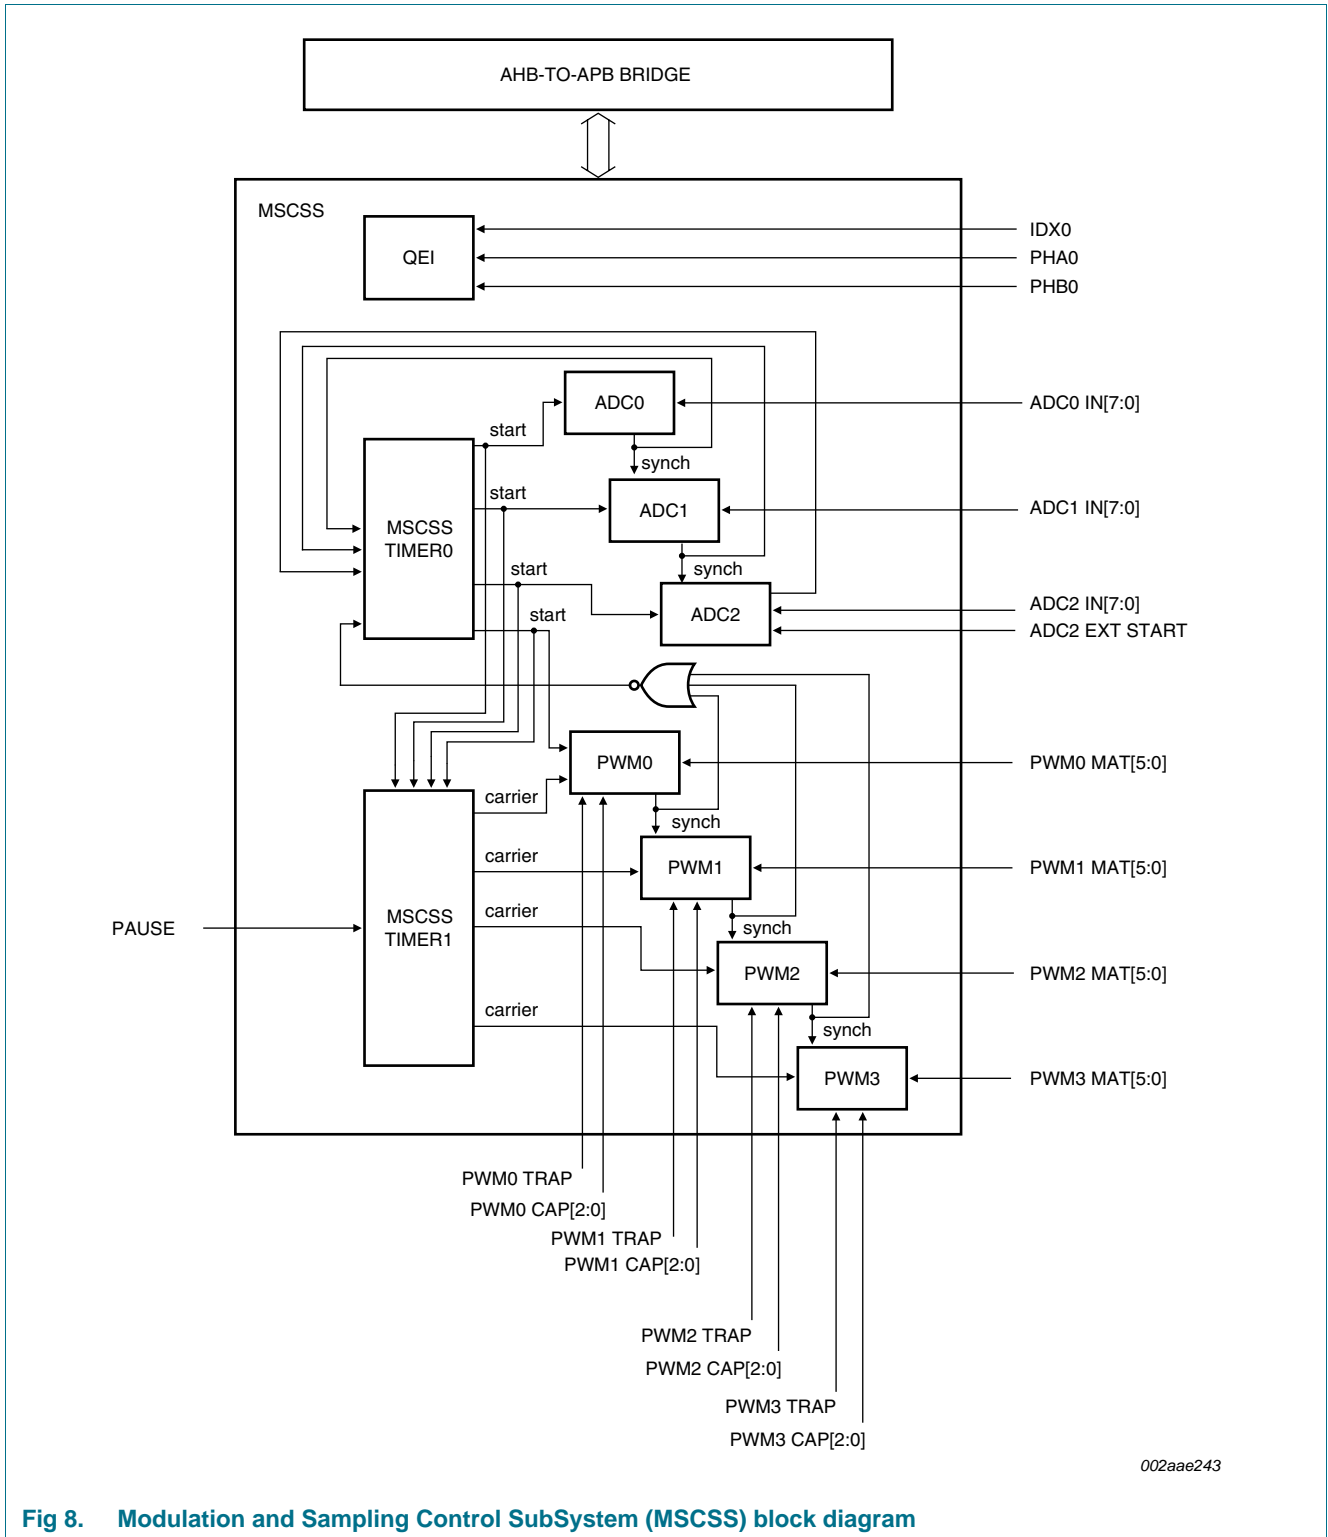 AHB-TO-APB BRIDGE
MSCSS
QEI
IDX0
PHA0
PHB0
ADC0
ADC0 IN[7:0]
start
synch
start
ADC1
ADC1 IN[7:0]
MSCSS
TIMER0
start
synch
ADC2
ADC2 IN[7:0]
ADC2 EXT START
start
PWM0
PWM0 MAT[5:0]
carrier
synch
carrier
PWM1
PWM1 MAT[5:0]
PAUSE
MSCSS
TIMER1
carrier
synch
PWM2
PWM2 MAT[5:0]
carrier
synch
PWM3
PWM3 MAT[5:0]
PWM0 TRAP
PWM0 CAP[2:0]
PWM1 TRAP
PWM1 CAP[2:0]
PWM2 TRAP
PWM2 CAP[2:0]
PWM3 TRAP
PWM3 CAP[2:0]
002aae243
Fig 8. Modulation and Sampling Control SubSystem (MSCSS) block diagram